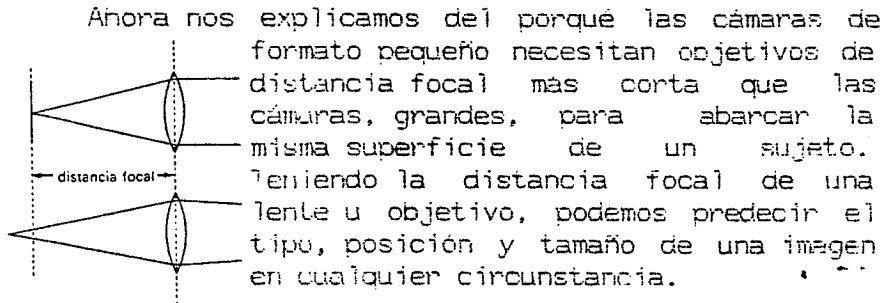 Ahora nos explicamos del porqué las cámaras de
formato pequeño necesitan objetivos de
distancia focal más corta que las
cámaras, grandes, para abarcar la
misma superficie de un sujeto.
Teniendo la distancia focal de una
lente u objetivo, podemos predecir el
tipo, posición y tamaño de una imagen
en cualquier circunstancia.
distancia focal